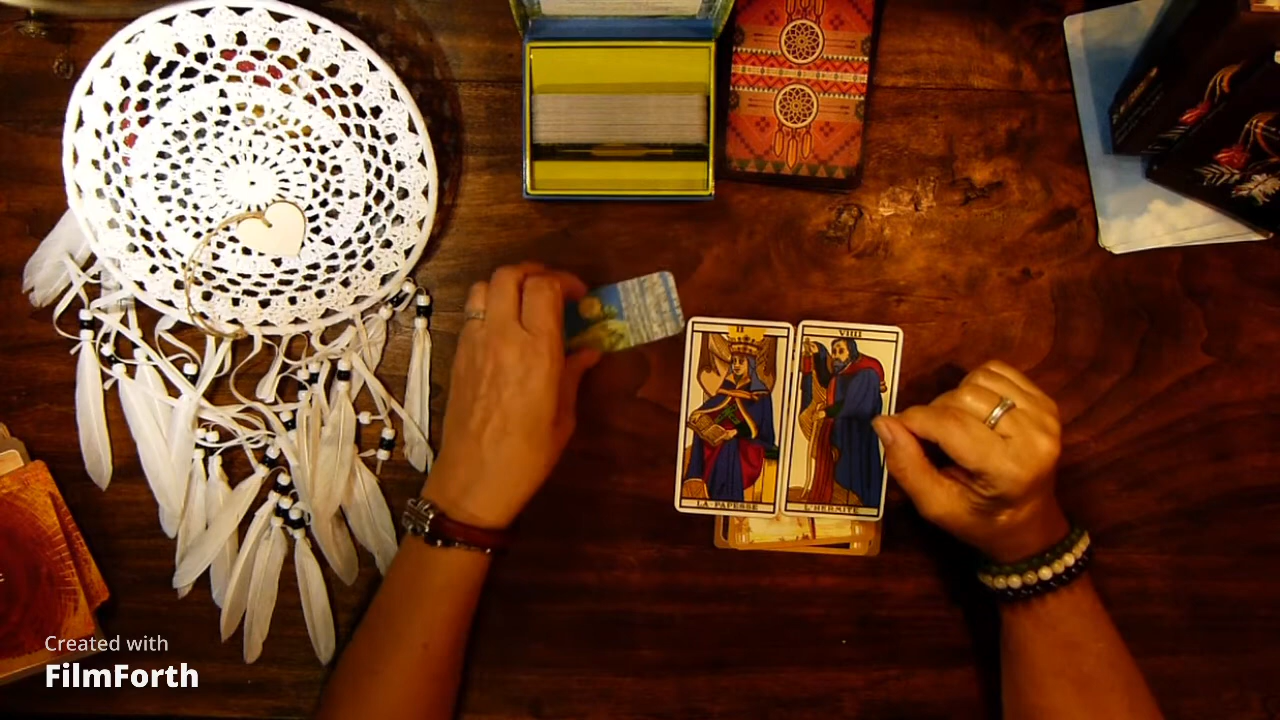 II
VIIII
LA PAPESSE
L'HERMITE
Created with
FilmForth